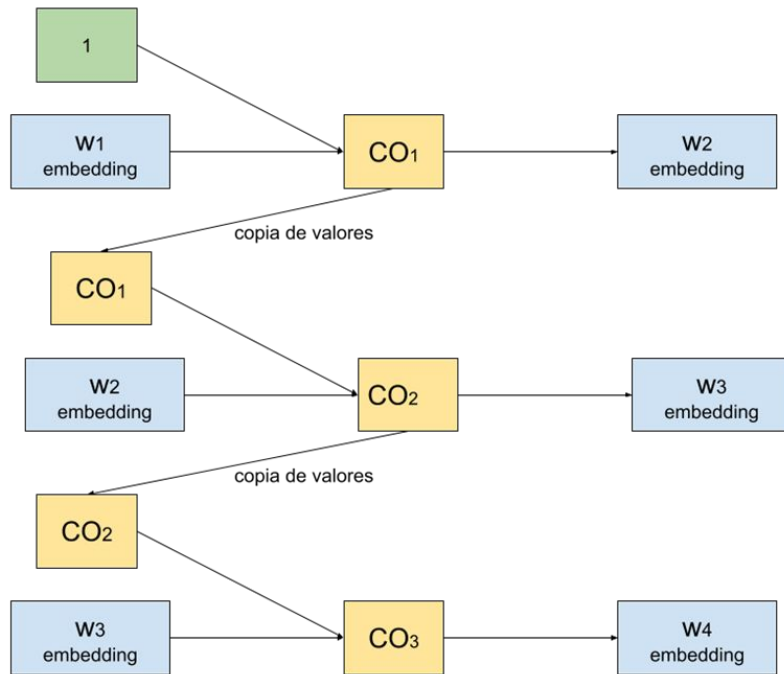 1
W1
embedding
CO1
W2
embedding
copia de valores
CO1
W2
embedding
CO2
W3
embedding
copia de valores
CO2
W3
embedding
CO3
W4
embedding